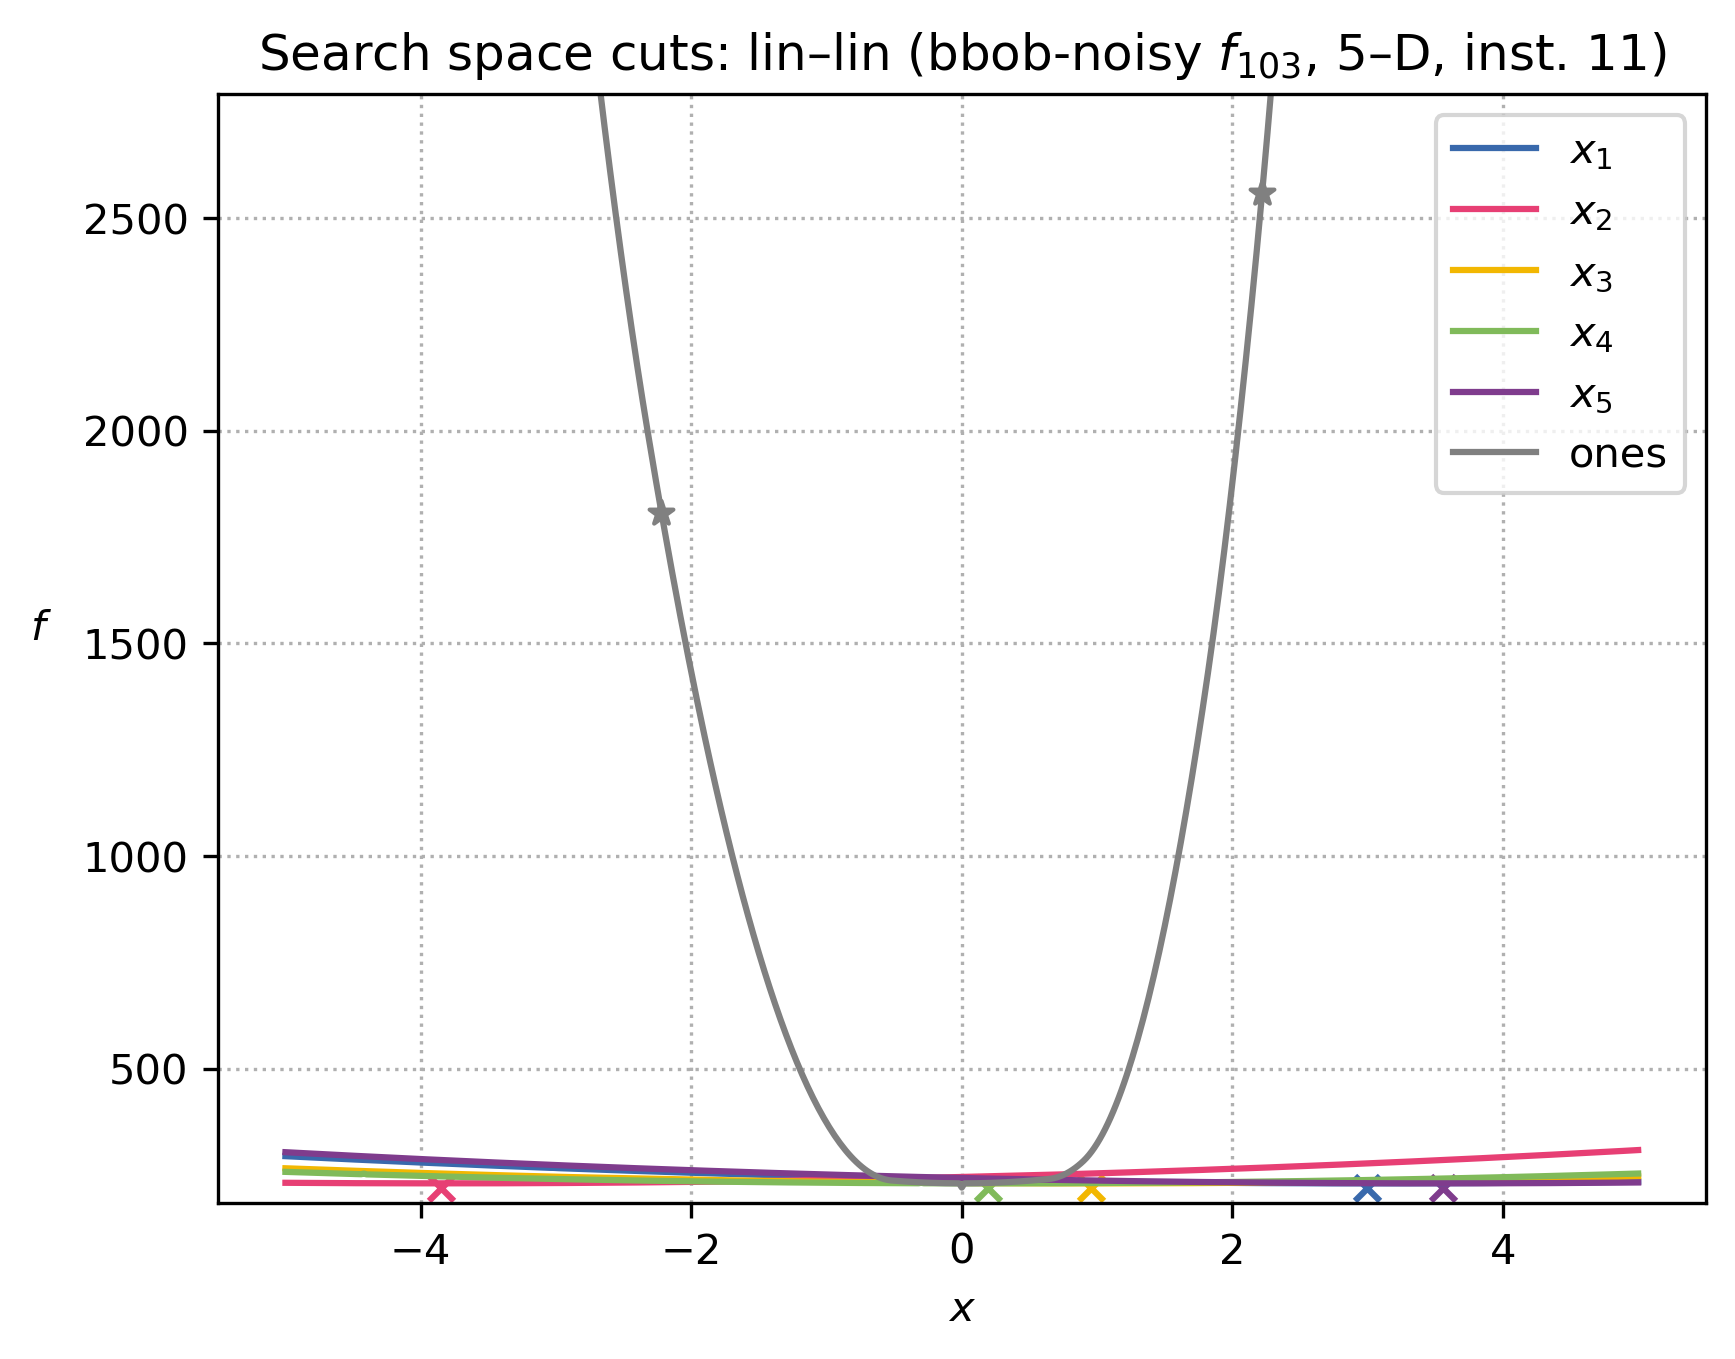 Search space cuts: lin–lin (bbob-noisy f₁₀₃, 5–D, inst. 11)
x₁
x₂
x₃
x₄
x₅
ones
2500
2000
1500
1000
500
f
−4
−2
0
2
4
x